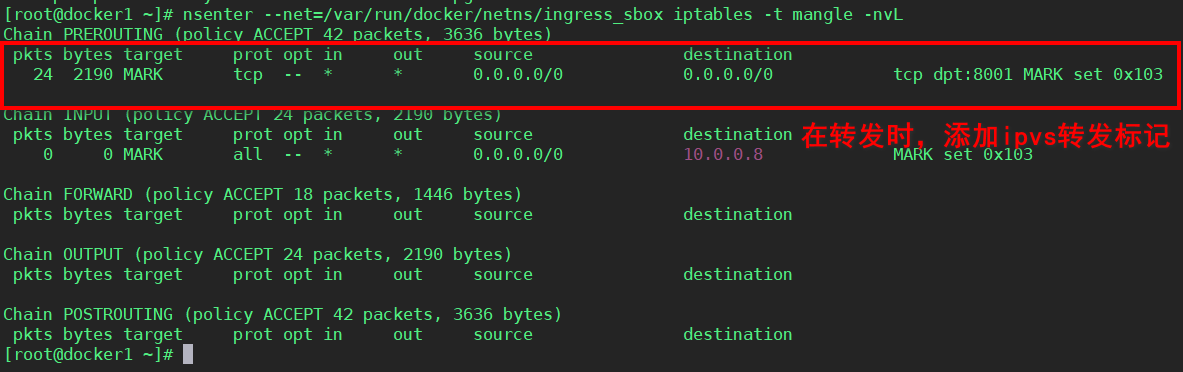 [root@docker1 ~]# nsenter --net=/var/run/docker/netns/ingress_sbox iptables -t mangle -nvL
Chain PREROUTING (policy ACCEPT 42 packets, 3636 bytes)
 pkts bytes target     prot opt in     out     source               destination
   24  2190 MARK       tcp  --  *      *       0.0.0.0/0            0.0.0.0/0            tcp dpt:8001 MARK set 0x103
Chain INPUT (policy ACCEPT 24 packets, 2190 bytes)
 pkts bytes target     prot opt in     out     source               destination
在转发时，添加ipvs转发标记
    0     0 MARK       all  --  *      *       0.0.0.0/0            10.0.0.8             MARK set 0x103
Chain FORWARD (policy ACCEPT 18 packets, 1446 bytes)
 pkts bytes target     prot opt in     out     source               destination
Chain OUTPUT (policy ACCEPT 24 packets, 2190 bytes)
 pkts bytes target     prot opt in     out     source               destination
Chain POSTROUTING (policy ACCEPT 42 packets, 3636 bytes)
 pkts bytes target     prot opt in     out     source               destination
[root@docker1 ~]#